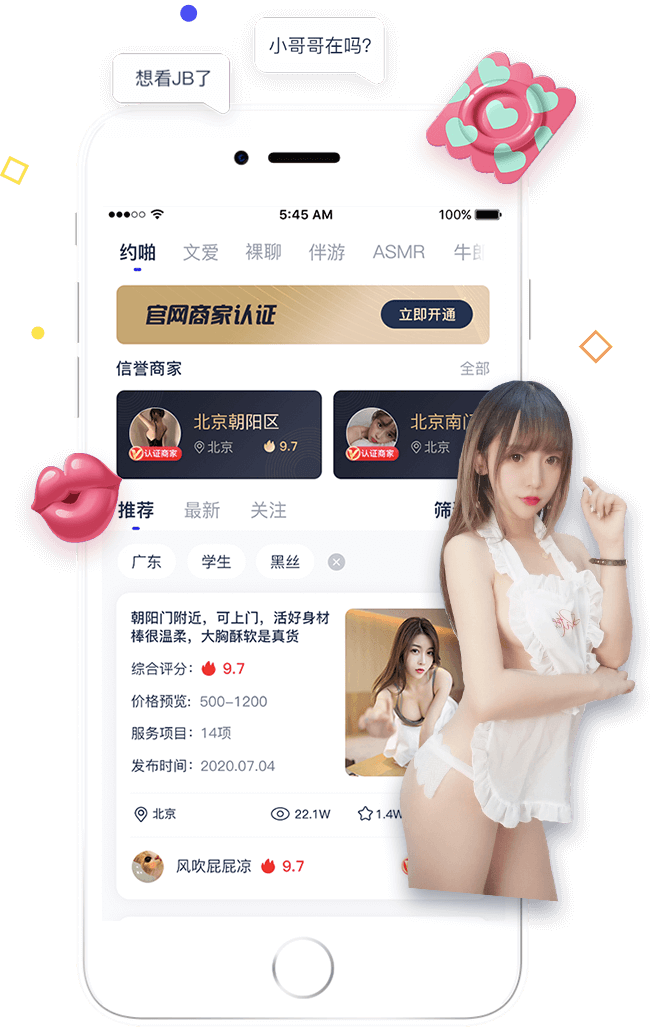 小哥哥在吗?
想看JB了
5:45 AM
100%
约啪 文爱 裸聊 伴游 ASMR 牛
官网商家认证
立即开通
信誉商家 全部
北京朝阳区
北京 9.7
认证商家
北京南
北京
认证商家
推荐 最新 关注 筛
广东 学生 黑丝
朝阳门附近，可上门，活好身材
棒很温柔，大胸酥软是真货
综合评分： 9.7
价格预览: 500-1200
服务项目：14项
发布时间：2020.07.04
北京 22.1W 1.4W
风吹屁屁凉 9.7